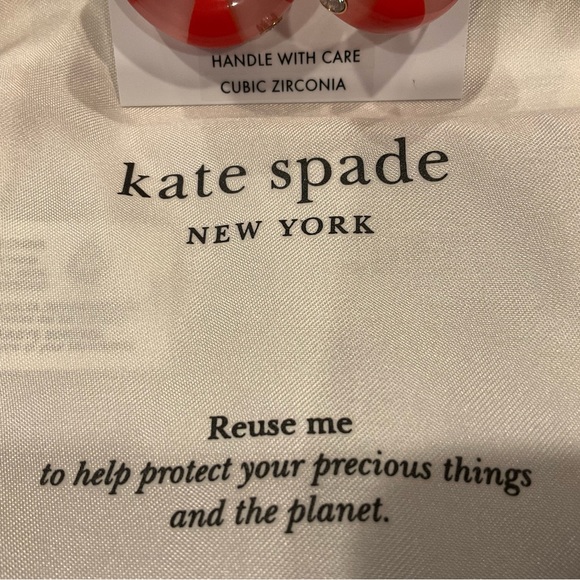 HANDLE WITH CARE
CUBIC ZIRCONIA
kate spade
NEW YORK
Reuse me
to help protect your precious things
and the planet.